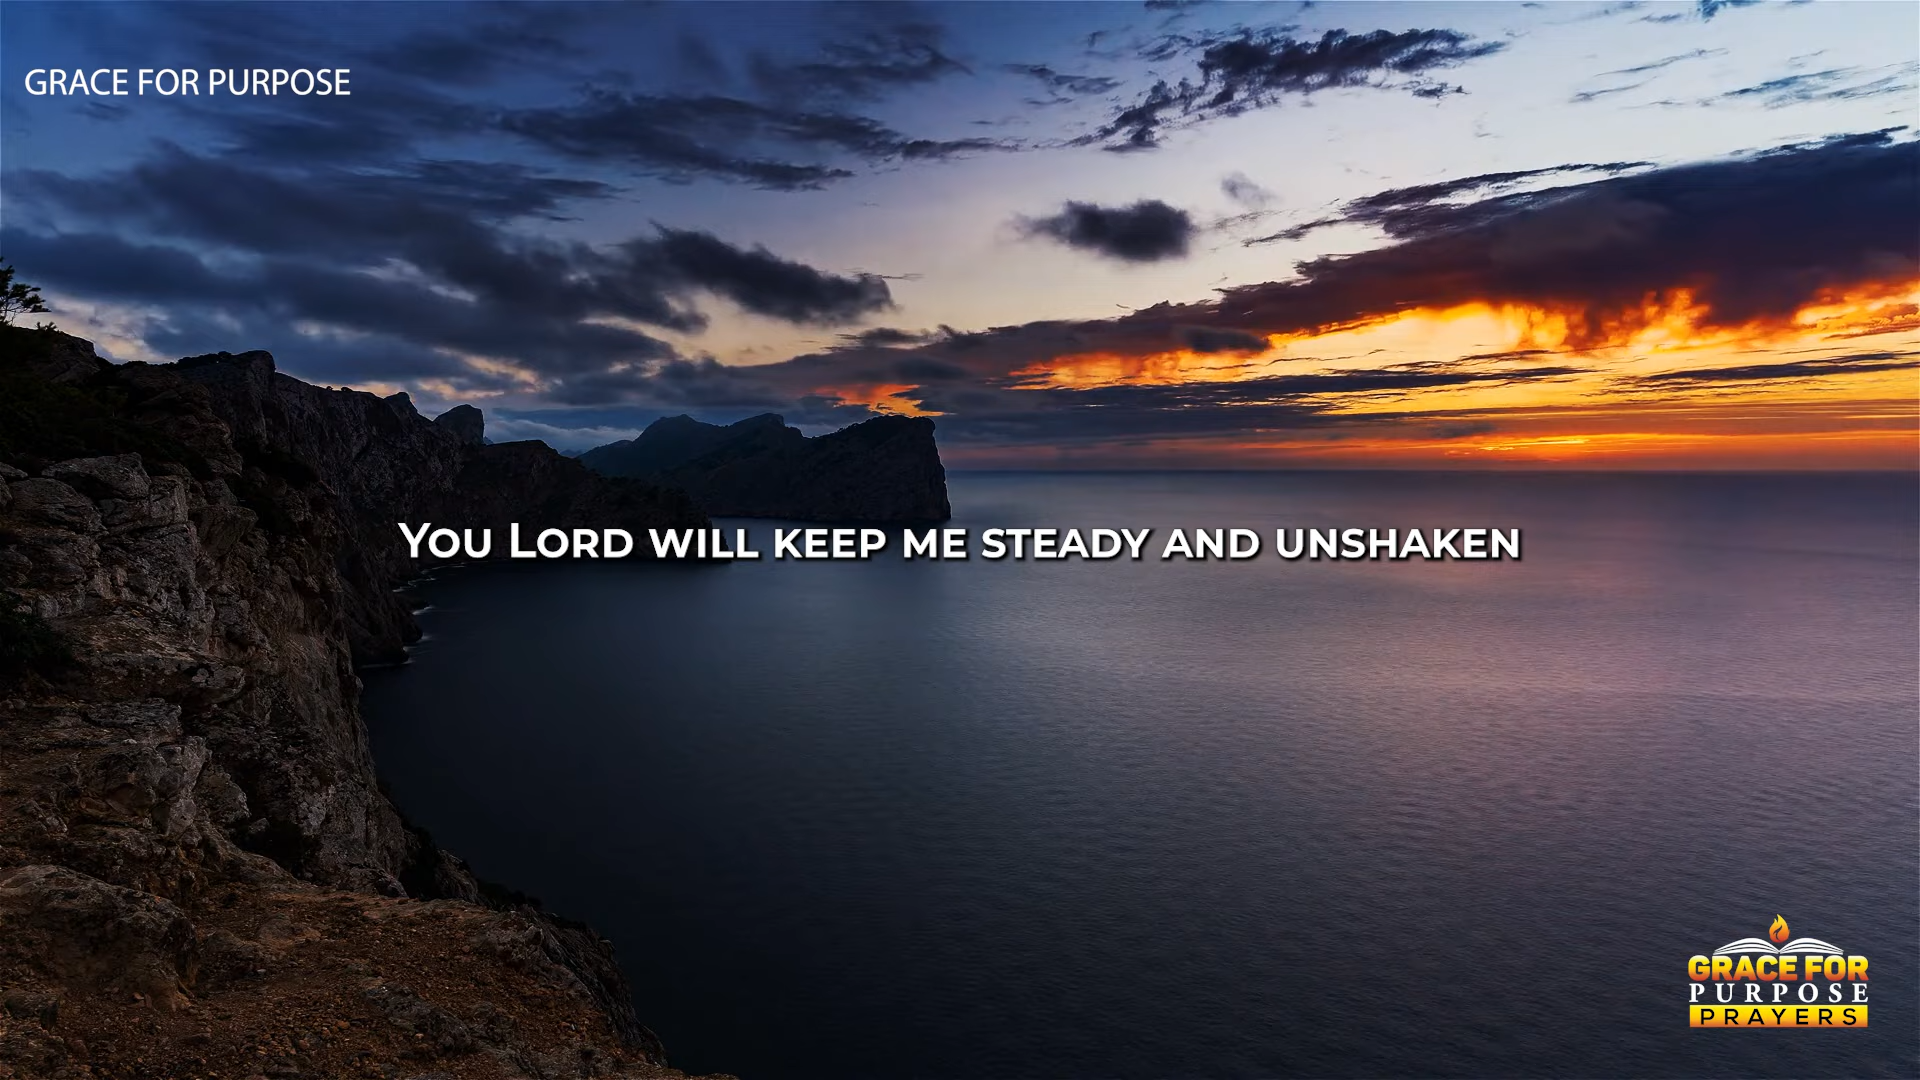 GRACE FOR PURPOSE
You Lord will keep me steady and unshaken
GRACE FOR
PURPOSE
PRAYERS